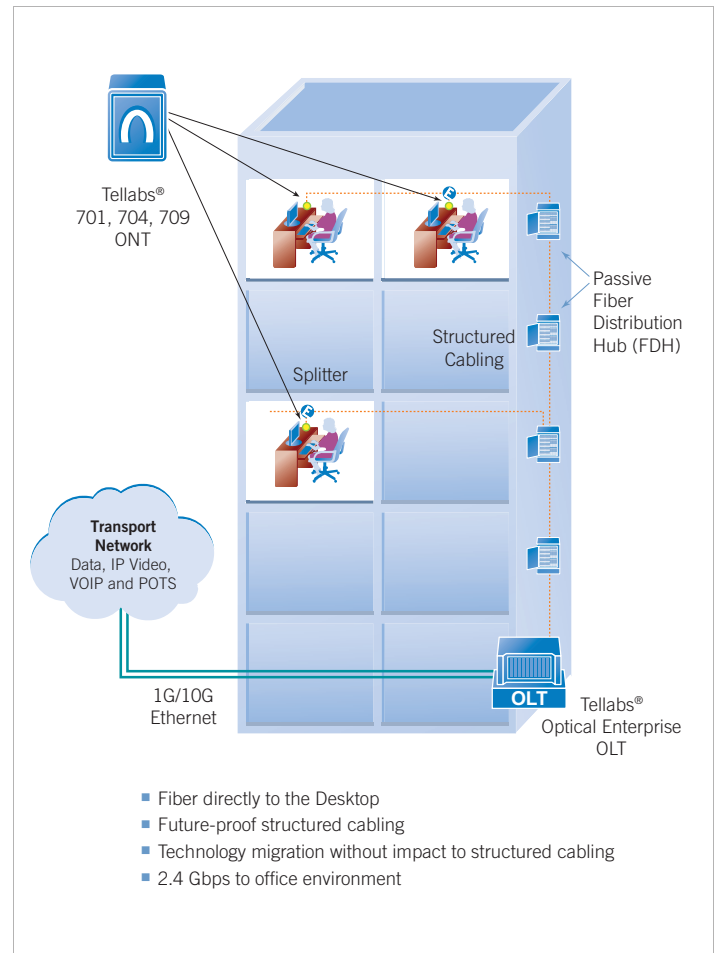 Tellabs®
701, 704, 709
ONT
Passive
Fiber
Distribution
Hub (FDH)
Structured
Cabling
Splitter
Transport
Network
Data, IP Video,
VOIP and POTS
1G/10G
Ethernet
OLT
Tellabs®
Optical Enterprise
OLT
■ Fiber directly to the Desktop
■ Future-proof structured cabling
■ Technology migration without impact to structured cabling
■ 2.4 Gbps to office environment